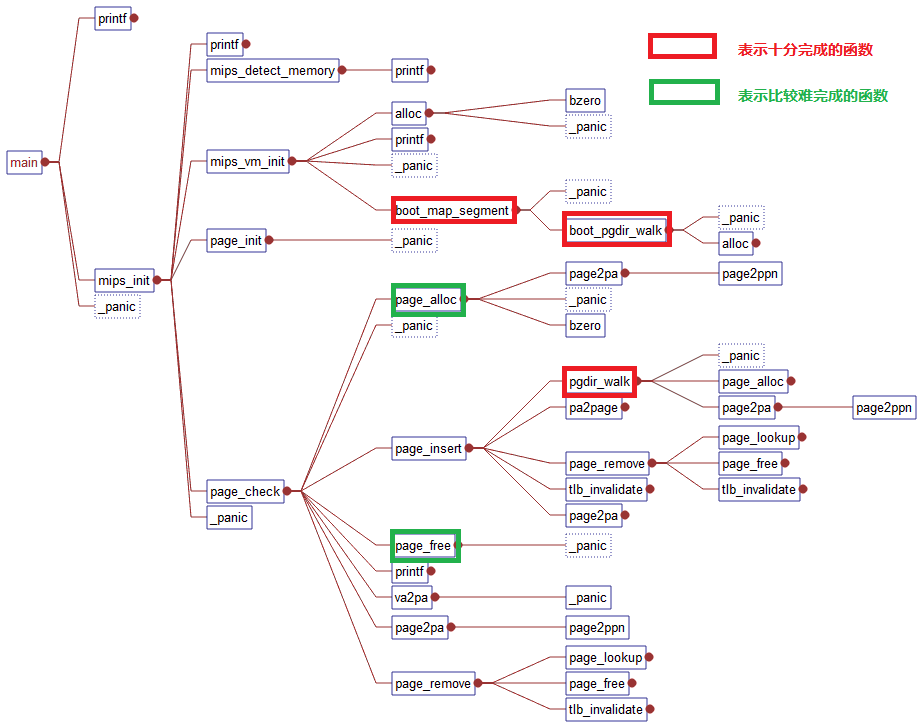 printf
表示十分完成的函数
printf
mips_detect_memory
printf
表示比较难完成的函数
bzero
alloc
_panic
printf
main
mips_vm_init
_panic
_panic
boot_map_segment
_panic
boot_pgdir_walk
page_init
_panic
alloc
mips_init
page2pa
page2ppn
_panic
page_alloc
_panic
_panic
bzero
_panic
pgdir_walk
page_alloc
pa2page
page2pa
page2ppn
page_lookup
page_insert
page_remove
page_free
page_check
tlb_invalidate
tlb_invalidate
_panic
page2pa
page_free
_panic
printf
va2pa
_panic
page2pa
page2ppn
page_lookup
page_remove
page_free
tlb_invalidate